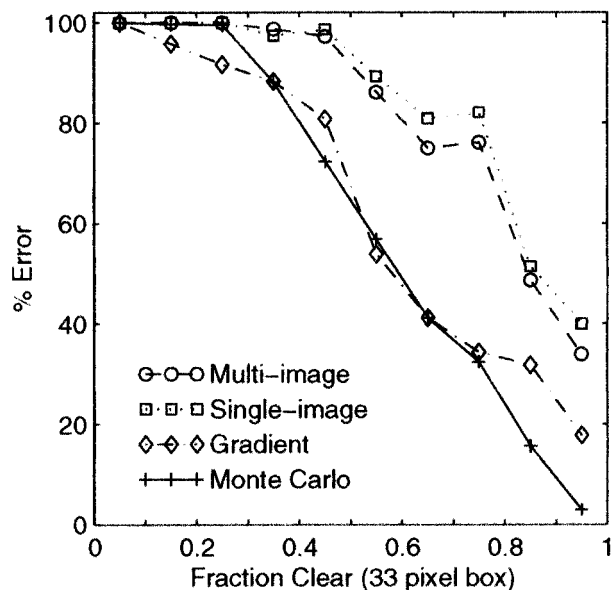 100
80
60
40
20
0
% Error
Multi-image
Single-image
Gradient
Monte Carlo
0 0.2 0.4 0.6 0.8 1
Fraction Clear (33 pixel box)